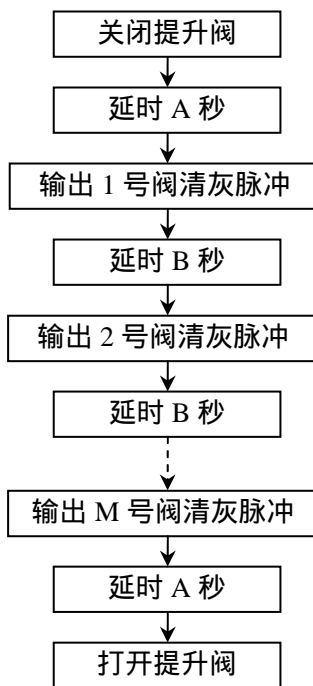 关闭提升阀
延时 A 秒
输出 1 号阀清灰脉冲
延时 B 秒
输出 2 号阀清灰脉冲
延时 B 秒
输出 M 号阀清灰脉冲
延时 A 秒
打开提升阀